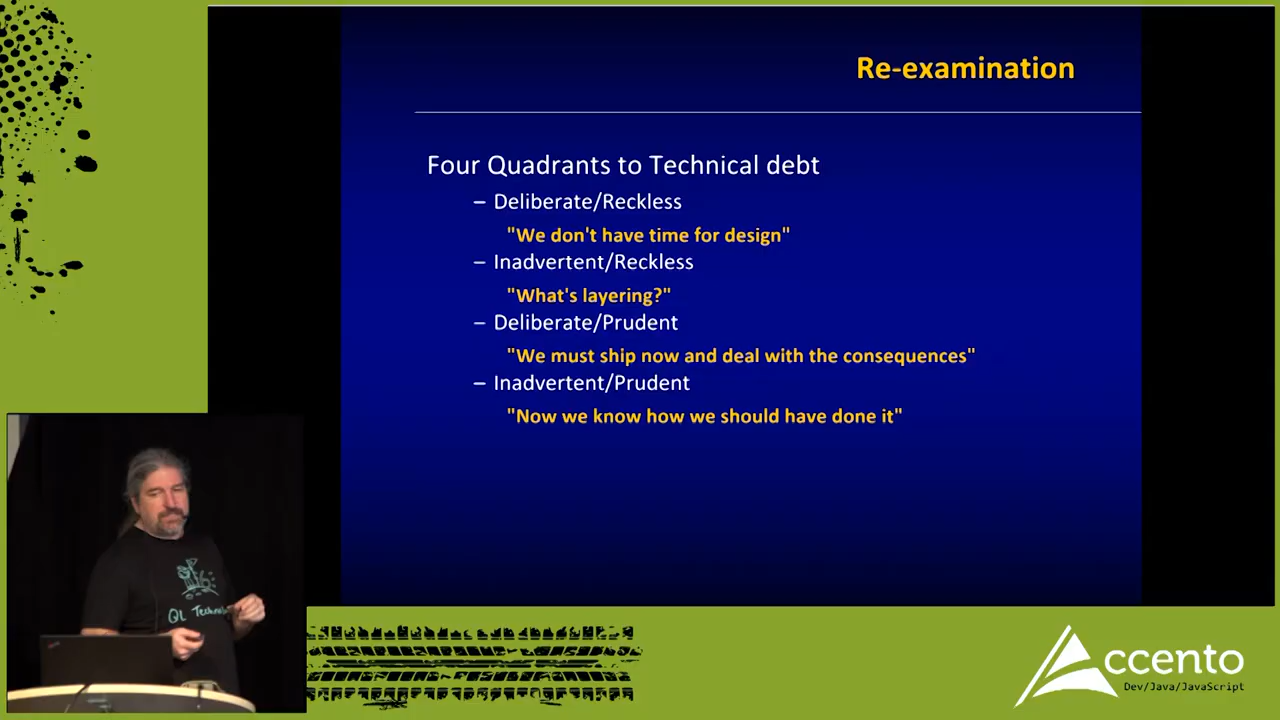 Re-examination
Four Quadrants to Technical debt
– Deliberate/Reckless
"We don't have time for design"
– Inadvertent/Reckless
"What's layering?"
– Deliberate/Prudent
"We must ship now and deal with the consequences"
– Inadvertent/Prudent
"Now we know how we should have done it"
QL
Accento
Dev/Java/JavaScript